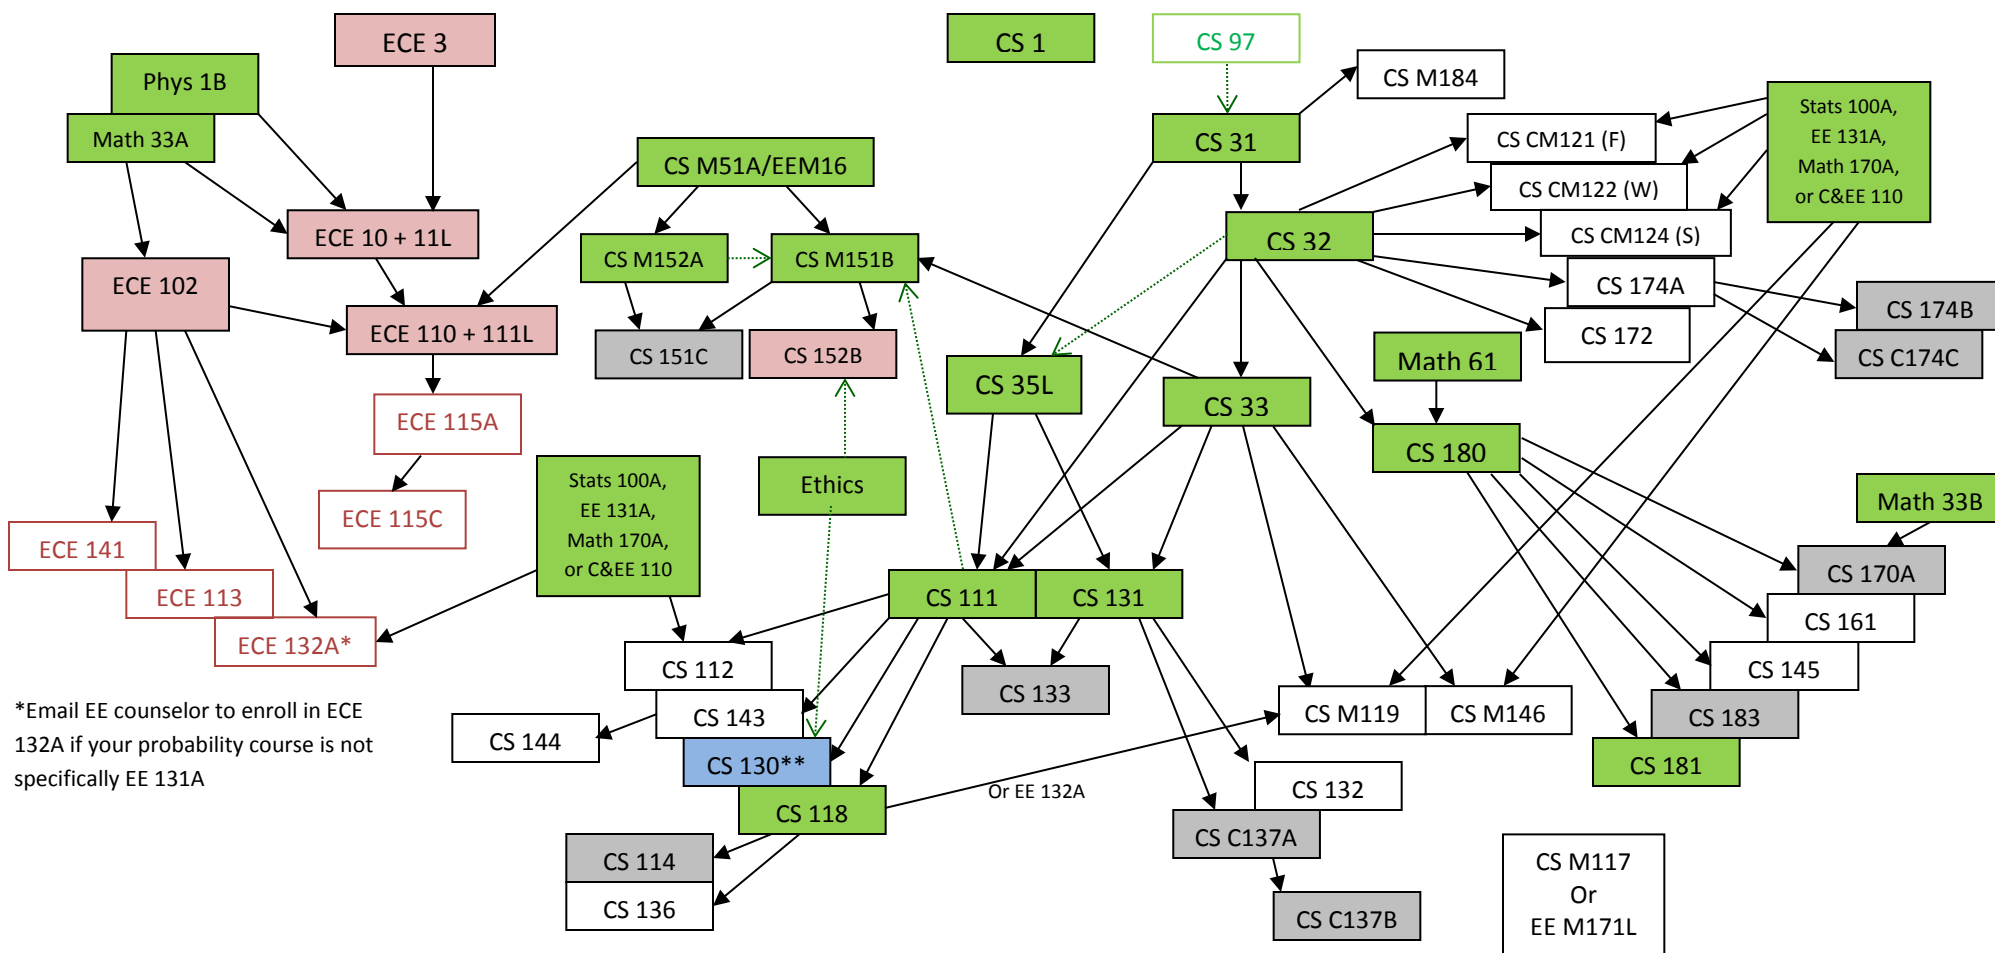 ECE 3
CS 1
CS 97
Phys 1B
Math 33A
CS M184
Stats 100A,
EE 131A,
Math 170A,
or C&EE 110
CS M51A/EEM16
CS 31
CS CM121 (F)
CS CM122 (W)
CS CM124 (S)
ECE 10 + 11L
CS M152A
CS M151B
CS 32
ECE 102
CS 174A
CS 174B
ECE 110 + 111L
CS 151C
CS 152B
CS 172
CS C174C
Math 61
CS 35L
CS 33
ECE 115A
CS 180
Stats 100A,
EE 131A,
Math 170A,
or C&EE 110
Ethics
ECE 115C
Math 33B
ECE 141
ECE 113
ECE 132A*
CS 111
CS 131
CS 170A
CS 161
CS 145
CS 183
CS 181
CS 112
CS 143
CS 144
CS 130**
CS 118
CS 133
CS M119
CS M146
*Email EE counselor to enroll in ECE
132A if your probability course is not
specifically EE 131A
Or EE 132A
CS 132
CS C137A
CS C137B
CS 114
CS 136
CS M117
Or
EE M171L